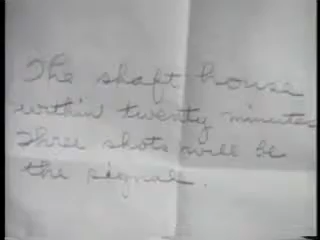 The shaft house
within twenty minutes
Three shots will be
the signal.